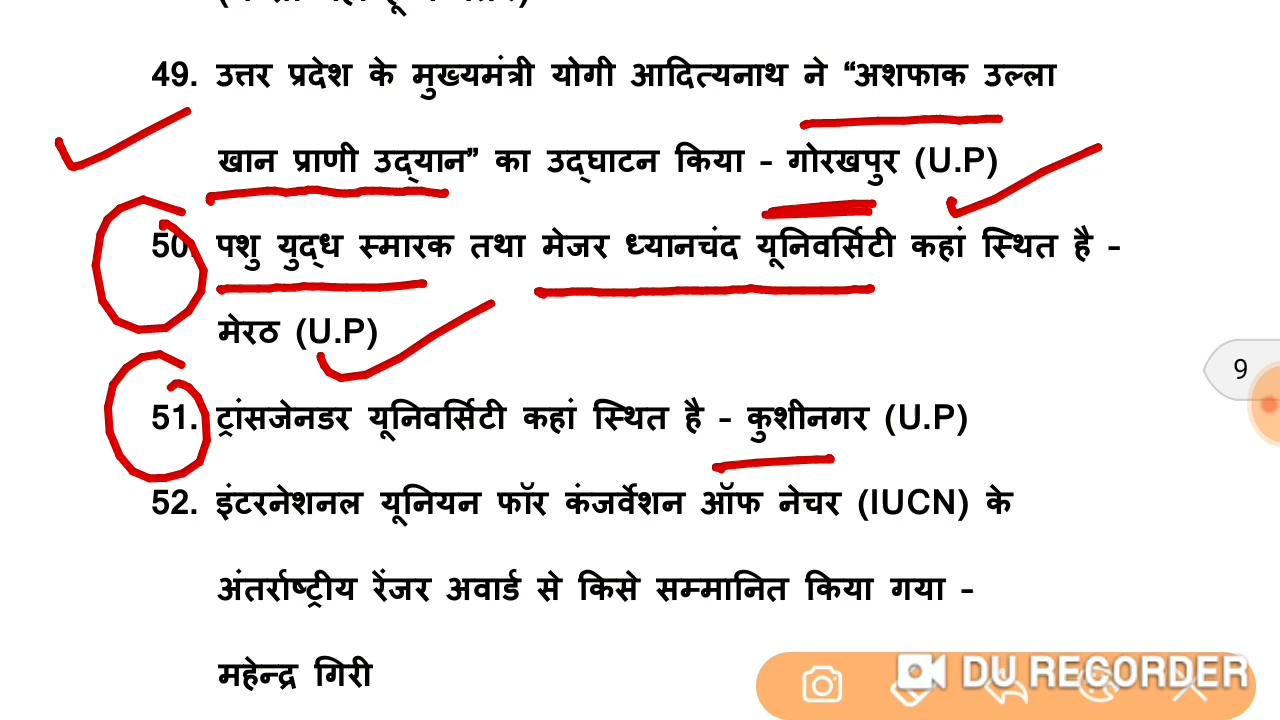 49. उत्तर प्रदेश के मुख्यमंत्री योगी आदित्यनाथ ने “अशफाक उल्ला
खान प्राणी उद्यान” का उद्घाटन किया – गोरखपुर (U.P)
50. पशु युद्ध स्मारक तथा मेजर ध्यानचंद यूनिवर्सिटी कहां स्थित है –
मेरठ (U.P)
9
51. ट्रांसजेनडर यूनिवर्सिटी कहां स्थित है – कुशीनगर (U.P)
52. इंटरनेशनल यूनियन फॉर कंजर्वेशन ऑफ नेचर (IUCN) के
अंतर्राष्ट्रीय रेंजर अवार्ड से किसे सम्मानित किया गया –
महेन्द्र गिरी
DU RECORDER